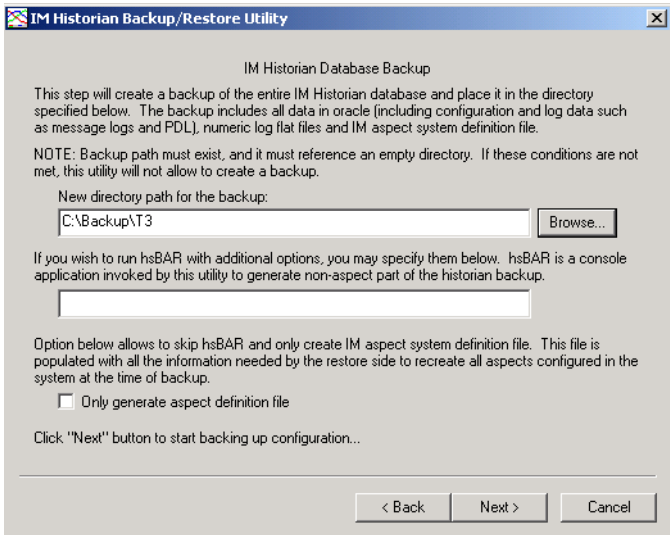 IM Historian Backup/Restore Utility
IM Historian Database Backup
This step will create a backup of the entire IM Historian database and place it in the directory
specified below. The backup includes all data in oracle (including configuration and log data such
as message logs and PDL), numeric log flat files and IM aspect system definition file.
NOTE: Backup path must exist, and it must reference an empty directory. If these conditions are not
met, this utility will not allow to create a backup.
New directory path for the backup:
C:\Backup\T3
Browse...
If you wish to run hsBAR with additional options, you may specify them below. hsBAR is a console
application invoked by this utility to generate non-aspect part of the historian backup.
Option below allows to skip hsBAR and only create IM aspect system definition file. This file is
populated with all the information needed by the restore side to recreate all aspects configured in the
system at the time of backup.
Only generate aspect definition file
Click "Next" button to start backing up configuration...
< Back
Next >
Cancel